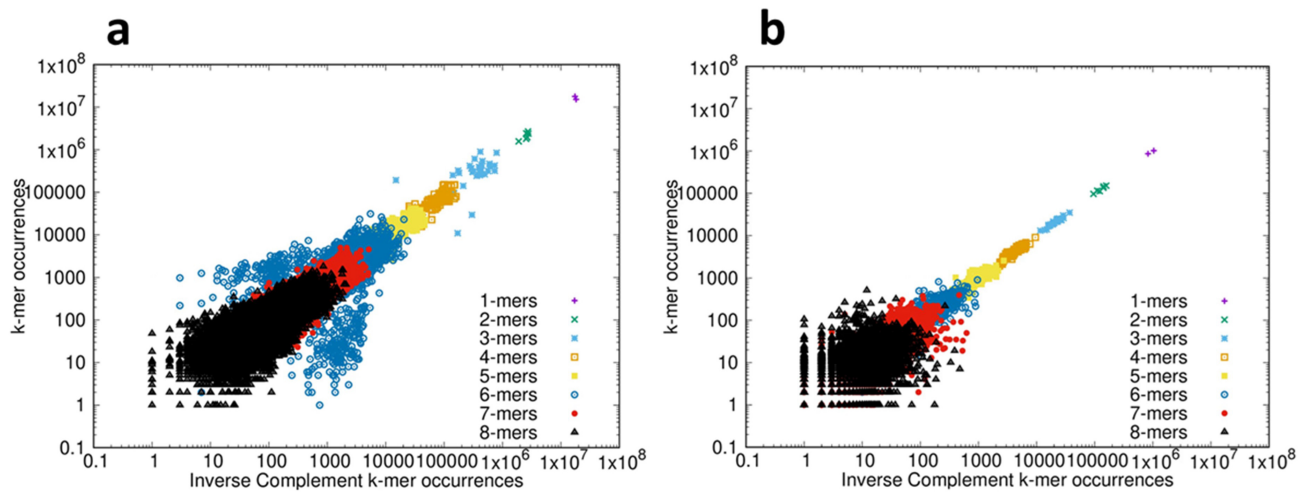 a
1x10^8
1x10^7
1x10^6
100000
10000
1000
100
10
1
0.1
k-mer occurrences
1-mers
2-mers
3-mers
4-mers
5-mers
6-mers
7-mers
8-mers
0.1 1 10 100 1000 10000 100000 1x10^6 1x10^7 1x10^8
Inverse Complement k-mer occurrences
b
1x10^8
1x10^7
1x10^6
100000
10000
1000
100
10
1
0.1
k-mer occurrences
1-mers
2-mers
3-mers
4-mers
5-mers
6-mers
7-mers
8-mers
0.1 1 10 100 1000 10000 100000 1x10^6 1x10^7 1x10^8
Inverse Complement k-mer occurrences